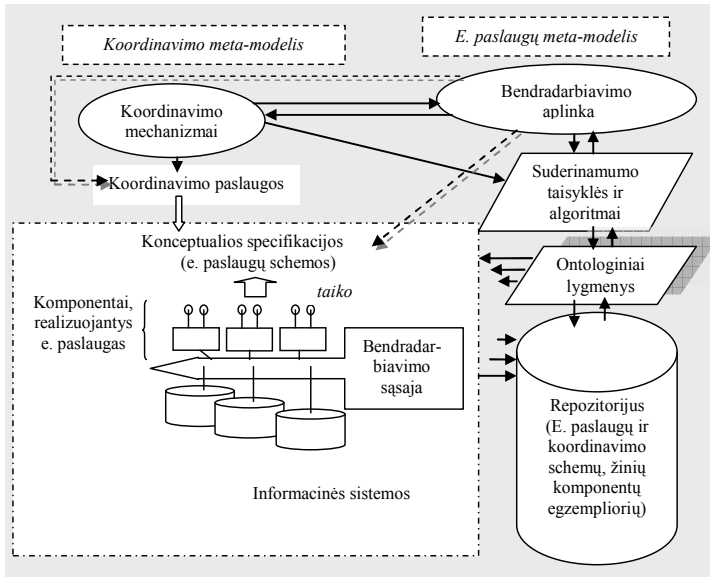 Koordinavimo meta-modelis
E. paslaugų meta-modelis
Koordinavimo
mechanizmai
Bendradarbiavimo
aplinka
Koordinavimo paslaugos
Suderinamumo
taisyklės ir
algoritmai
Konceptualios specifikacijos
(e. paslaugų schemos)
Ontologiniai
lygmenys
taiko
Komponentai,
realizuojantys
e. paslaugas
Bendradar-
biavimo
sąsaja
Repozitorijus
(E. paslaugų ir
koordinavimo
schemų, žinių
komponentų
egzempliorių)
Informacinės sistemos